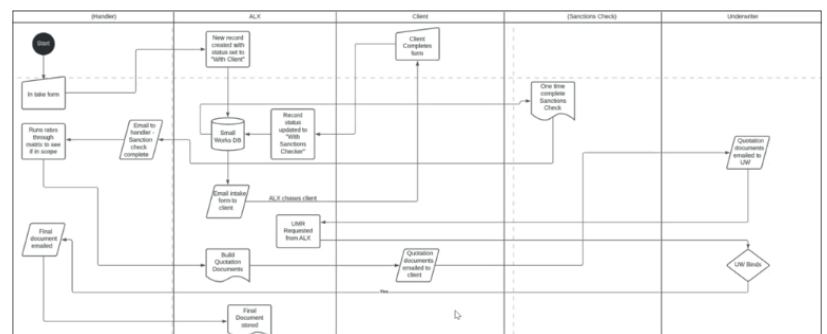 (Handler)
ALX
Client
(Sanctions Check)
Underwriter
Start
New record
created with
status set to
"With Client"
Client
Completes
form
In take form
One time
complete
Sanctions
Check
Runs rates
through
matrix to see
if in scope
Email to
handler -
Sanction
check
complete
Small
Works DB
Record
status
updated to
"With
Sanctions
Checker"
Quotation
documents
emailed to
UW
Email intake
form to
client
ALX chases client
UMR
Requested
from ALX
Final
document
emailed
Build
Quotation
Documents
Quotation
documents
emailed to
client
UW Binds
Yes
Final
Document
stored